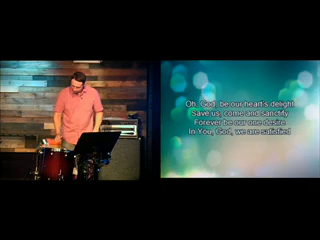 Oh, God, be our heart's delight
Save us, come and sanctify
Forever be our one desire
In You, God, we are satisfied